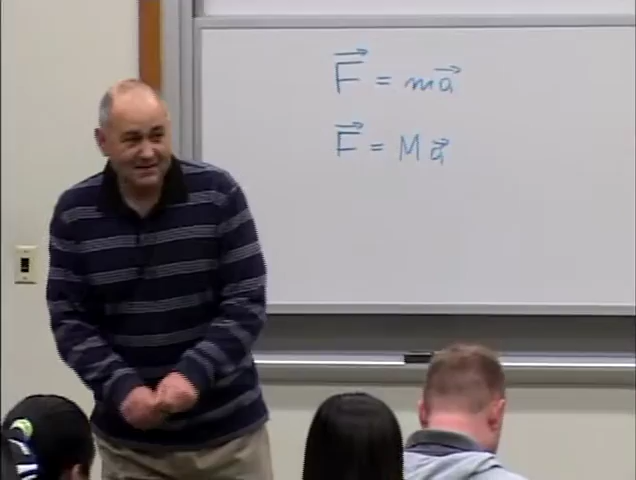 F⃗ = ma⃗
F⃗ = Ma⃗